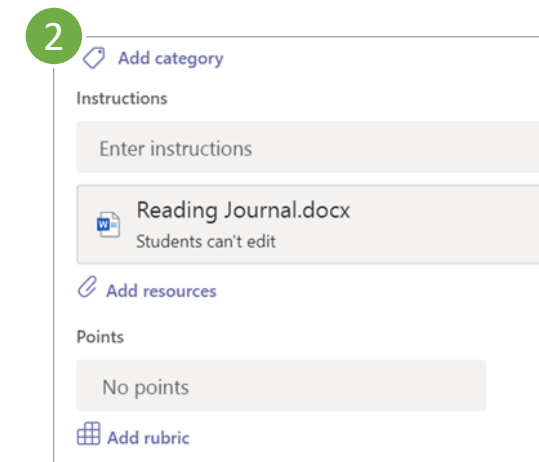 2
Add category
Instructions
Enter instructions
Reading Journal.docx
Students can't edit
Add resources
Points
No points
Add rubric